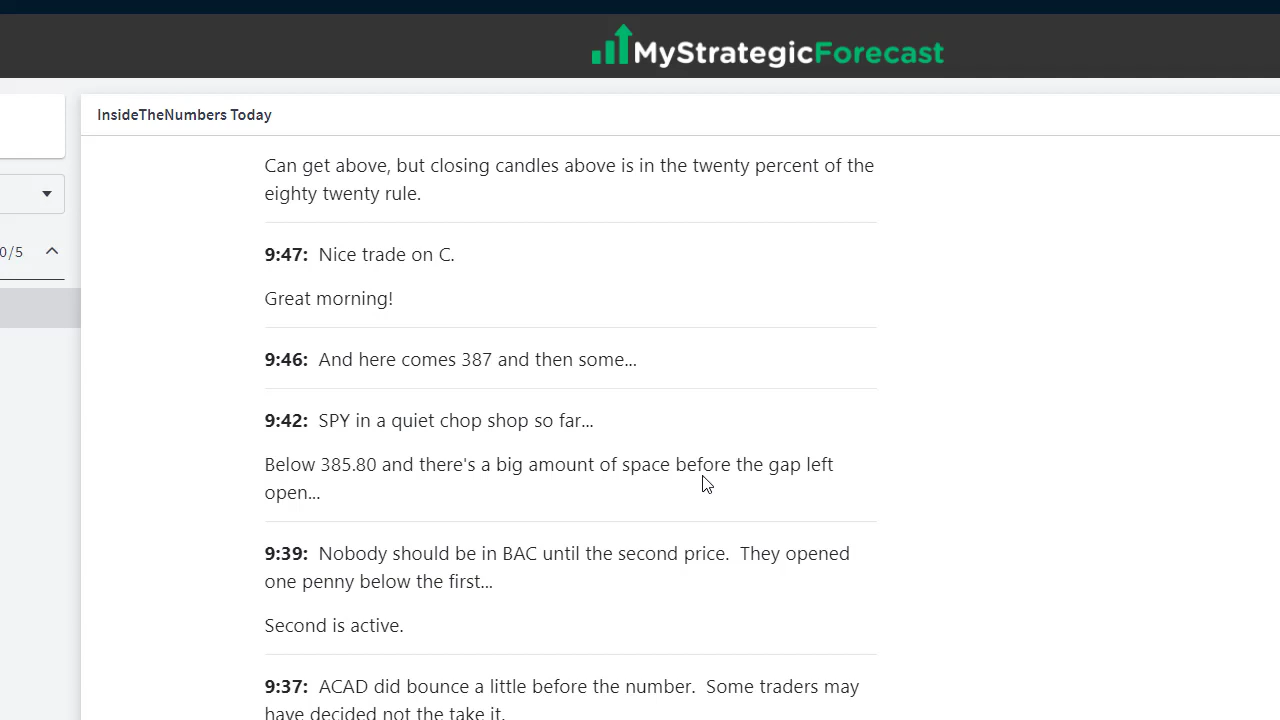 MyStrategicForecast
InsideTheNumbers Today
0/5
Can get above, but closing candles above is in the twenty percent of the
eighty twenty rule.
9:47: Nice trade on C.
Great morning!
9:46: And here comes 387 and then some...
9:42: SPY in a quiet chop shop so far...
Below 385.80 and there's a big amount of space before the gap left
open...
9:39: Nobody should be in BAC until the second price. They opened
one penny below the first...
Second is active.
9:37: ACAD did bounce a little before the number. Some traders may
have decided not the take it.